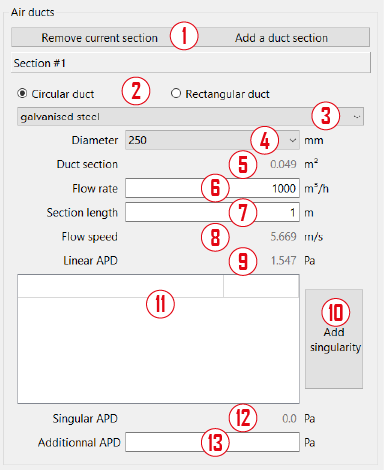 Air ducts
Remove current section 1 Add a duct section
Section #1
Circular duct 2 Rectangular duct
galvanised steel 3
Diameter 250 4 mm
Duct section 5 0.049 m²
Flow rate 6 1000 m³/h
Section length 7 1 m
Flow speed 8 5.669 m/s
Linear APD 9 1.547 Pa
11
10
Add
singularity
Singular APD 12 0.0 Pa
Additionnal APD 13 Pa